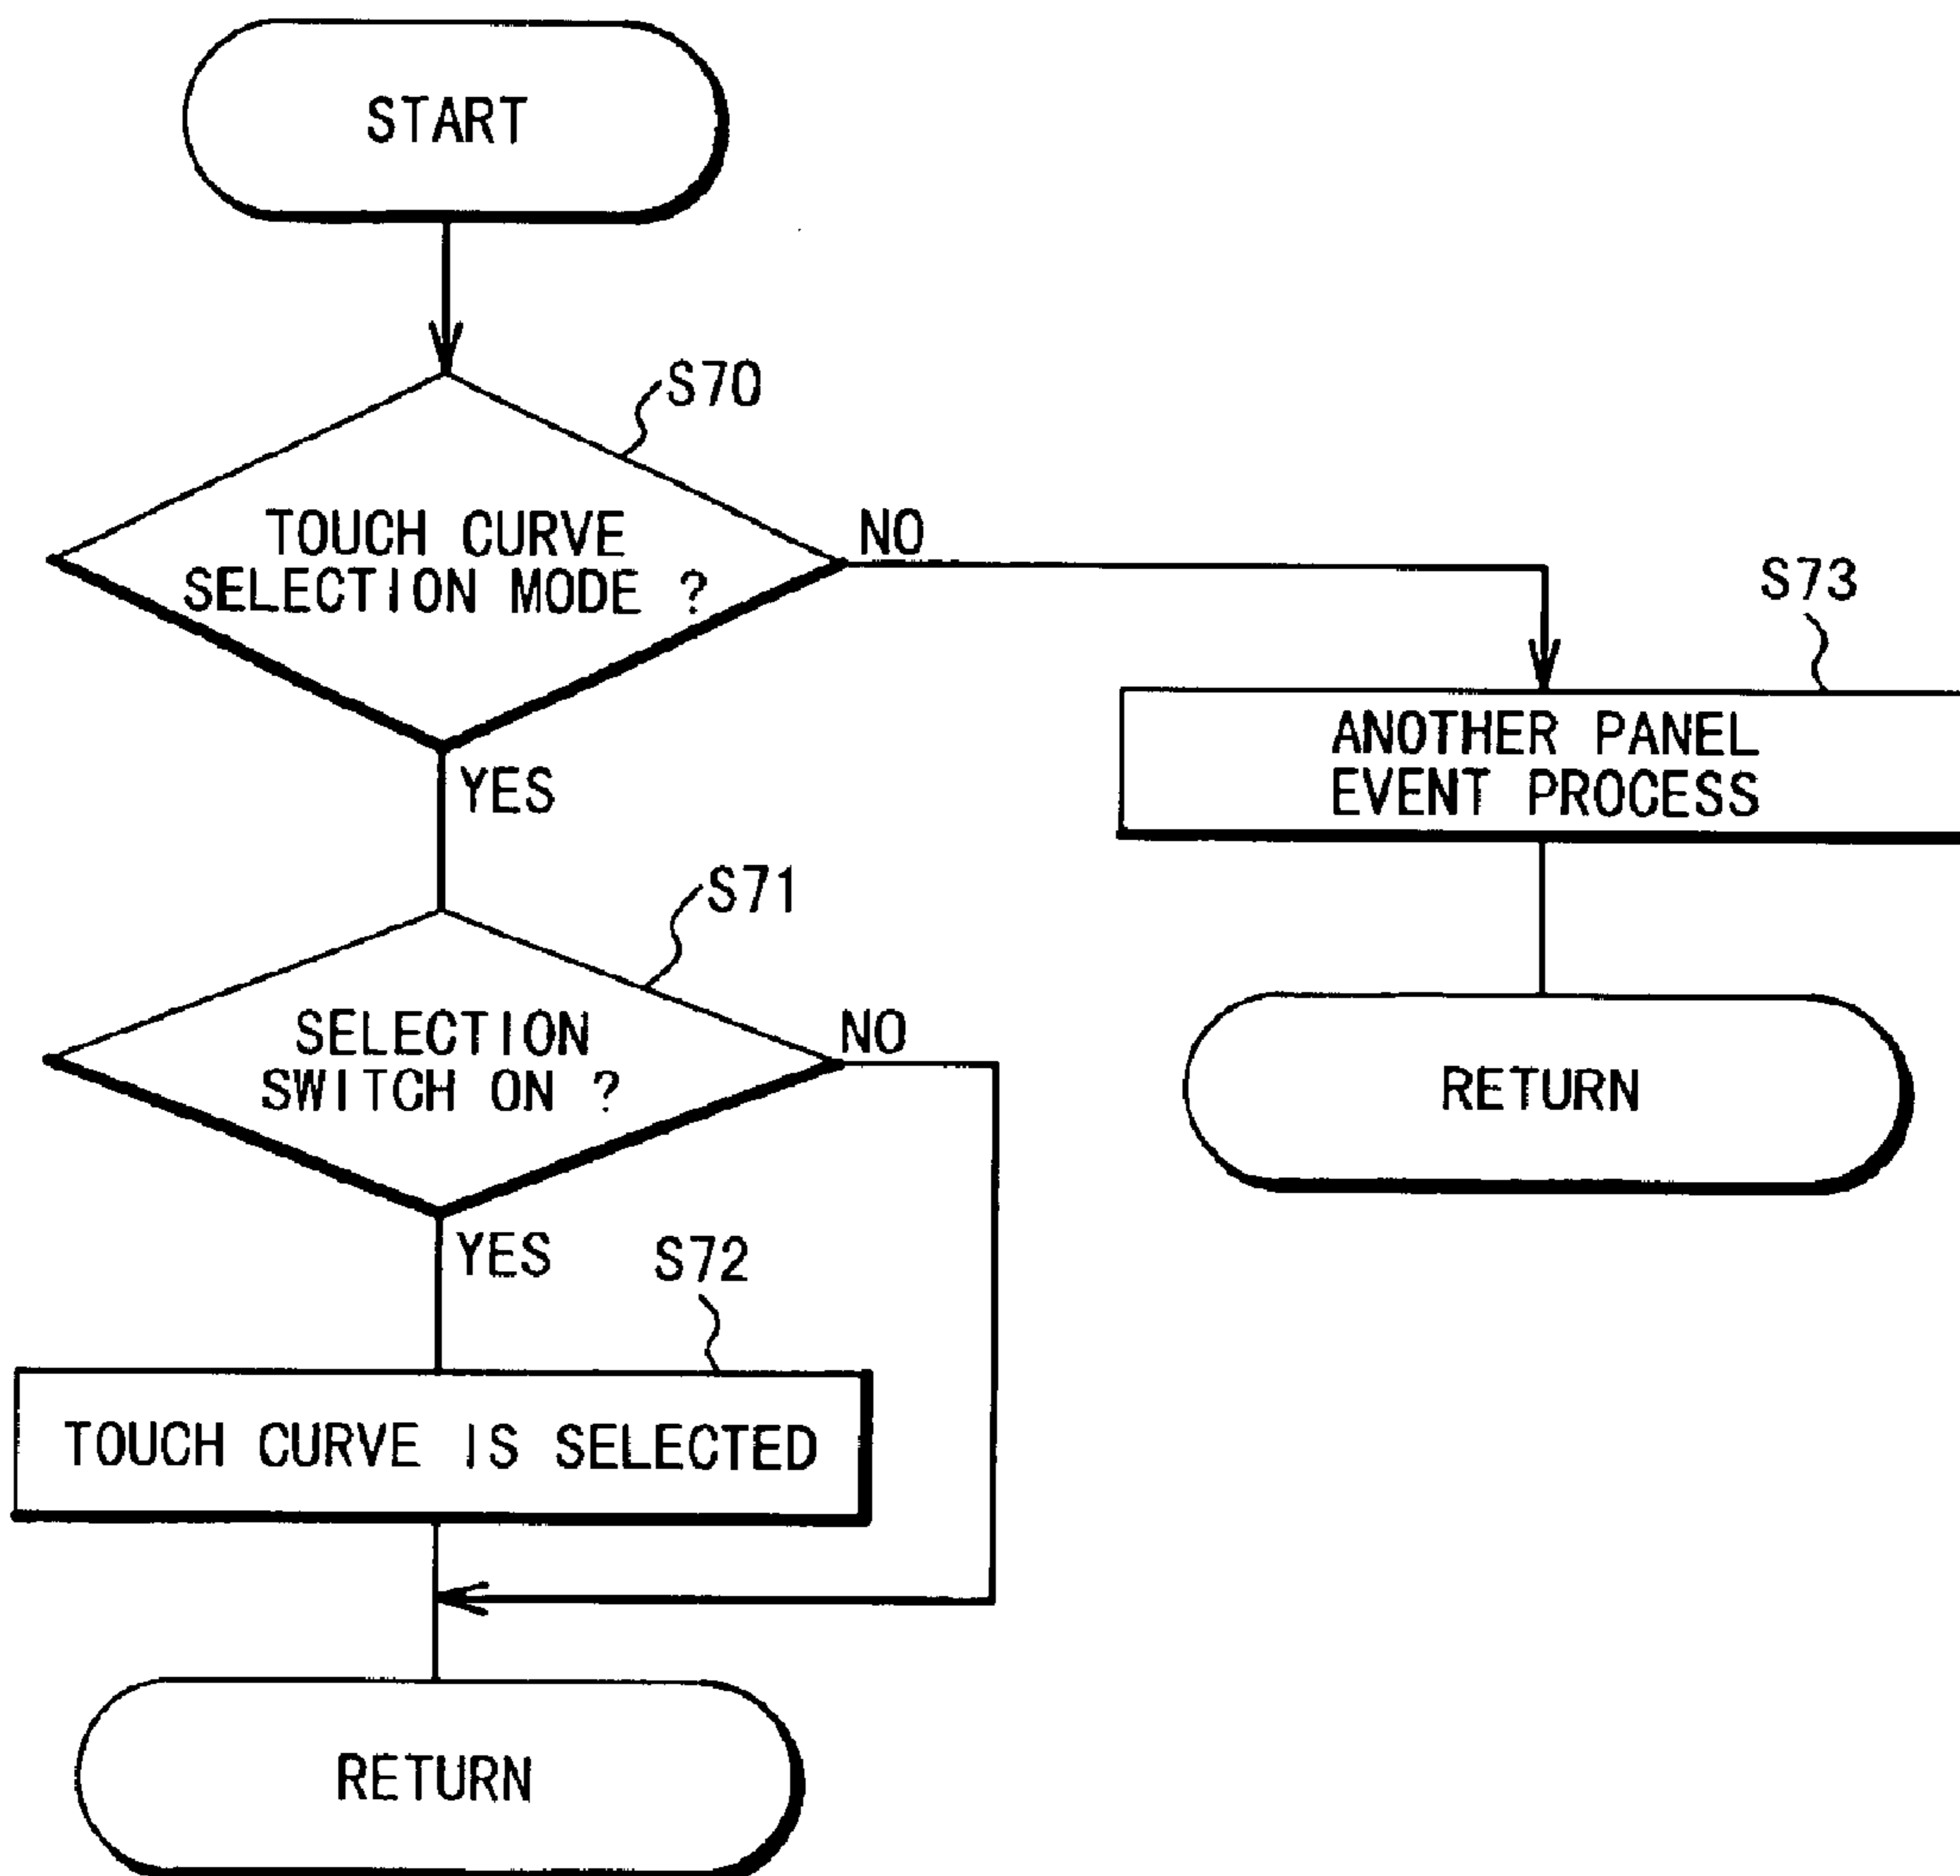 START
S70
TOUCH CURVE
SELECTION MODE ?
NO
YES
S73
ANOTHER PANEL
EVENT PROCESS
RETURN
S71
SELECTION
SWITCH ON ?
NO
YES
S72
TOUCH CURVE IS SELECTED
RETURN